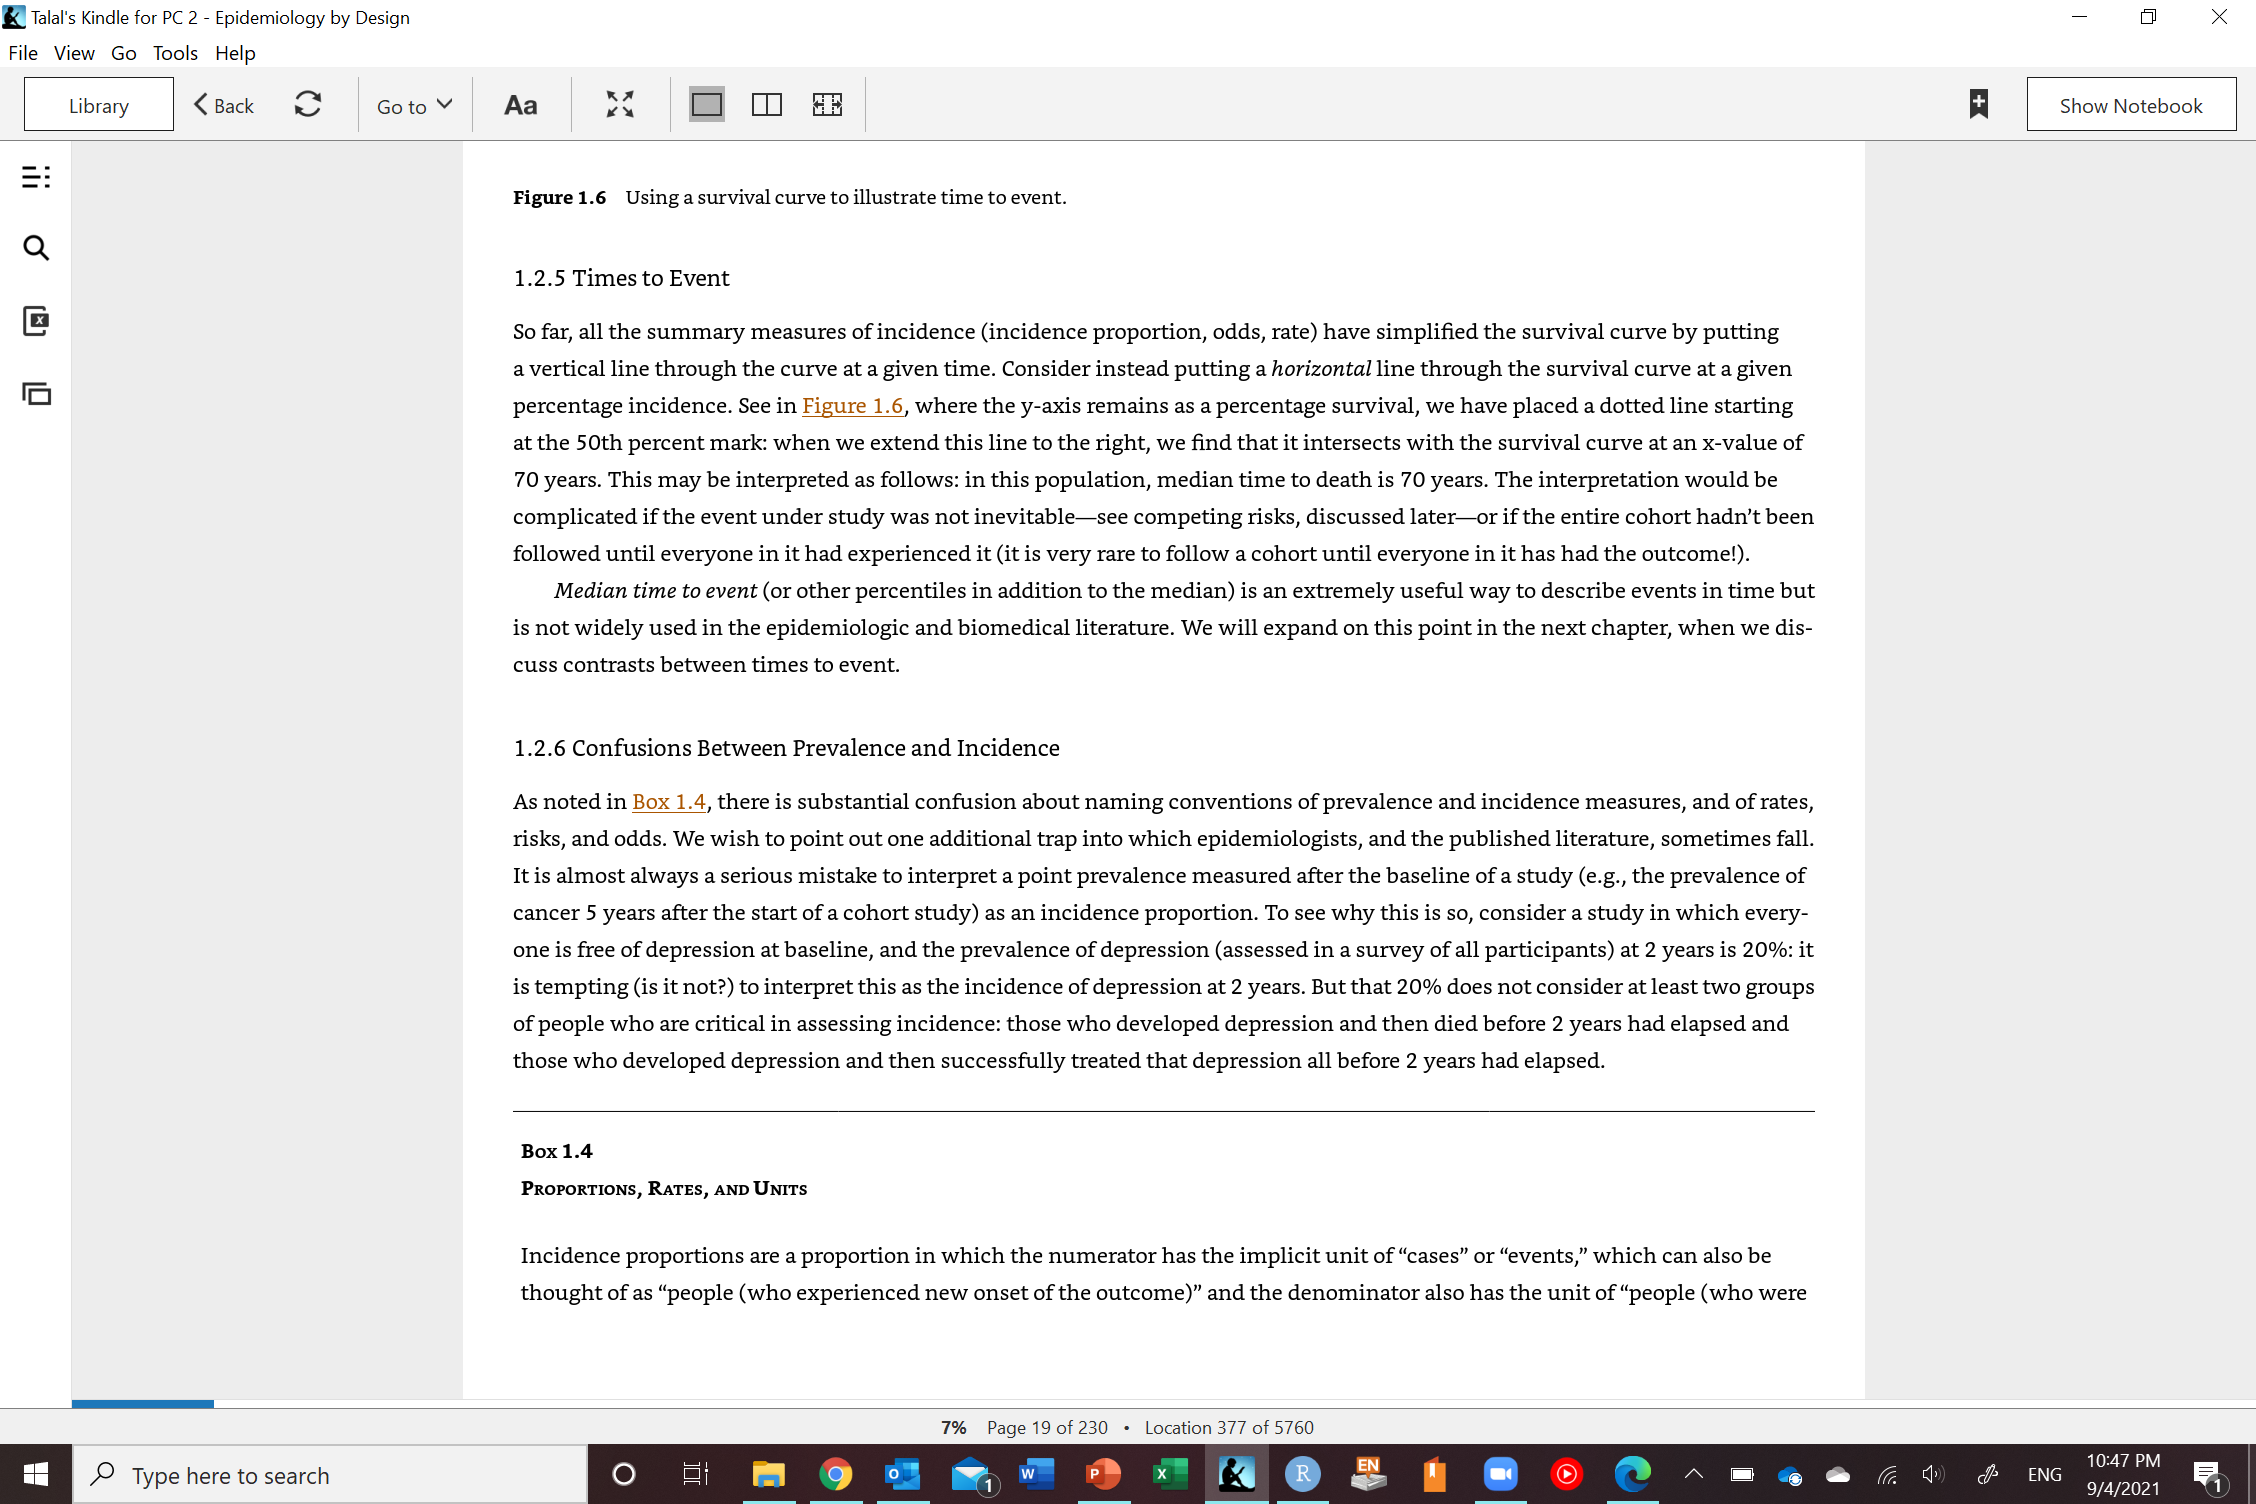 Talal's Kindle for PC 2 - Epidemiology by Design
File View Go Tools Help
Library Back Go to Aa Show Notebook
Figure 1.6 Using a survival curve to illustrate time to event.
1.2.5 Times to Event
So far, all the summary measures of incidence (incidence proportion, odds, rate) have simplified the survival curve by putting
a vertical line through the curve at a given time. Consider instead putting a horizontal line through the survival curve at a given
percentage incidence. See in Figure 1.6, where the y-axis remains as a percentage survival, we have placed a dotted line starting
at the 50th percent mark: when we extend this line to the right, we find that it intersects with the survival curve at an x-value of
70 years. This may be interpreted as follows: in this population, median time to death is 70 years. The interpretation would be
complicated if the event under study was not inevitable—see competing risks, discussed later—or if the entire cohort hadn’t been
followed until everyone in it had experienced it (it is very rare to follow a cohort until everyone in it has had the outcome!).
Median time to event (or other percentiles in addition to the median) is an extremely useful way to describe events in time but
is not widely used in the epidemiologic and biomedical literature. We will expand on this point in the next chapter, when we dis-
cuss contrasts between times to event.
1.2.6 Confusions Between Prevalence and Incidence
As noted in Box 1.4, there is substantial confusion about naming conventions of prevalence and incidence measures, and of rates,
risks, and odds. We wish to point out one additional trap into which epidemiologists, and the published literature, sometimes fall.
It is almost always a serious mistake to interpret a point prevalence measured after the baseline of a study (e.g., the prevalence of
cancer 5 years after the start of a cohort study) as an incidence proportion. To see why this is so, consider a study in which every-
one is free of depression at baseline, and the prevalence of depression (assessed in a survey of all participants) at 2 years is 20%: it
is tempting (is it not?) to interpret this as the incidence of depression at 2 years. But that 20% does not consider at least two groups
of people who are critical in assessing incidence: those who developed depression and then died before 2 years had elapsed and
those who developed depression and then successfully treated that depression all before 2 years had elapsed.
Box 1.4
Proportions, Rates, and Units
Incidence proportions are a proportion in which the numerator has the implicit unit of “cases” or “events,” which can also be
thought of as “people (who experienced new onset of the outcome)” and the denominator also has the unit of “people (who were
7% Page 19 of 230 • Location 377 of 5760
Type here to search
1
R
EN
ENG
10:47 PM
9/4/2021
1